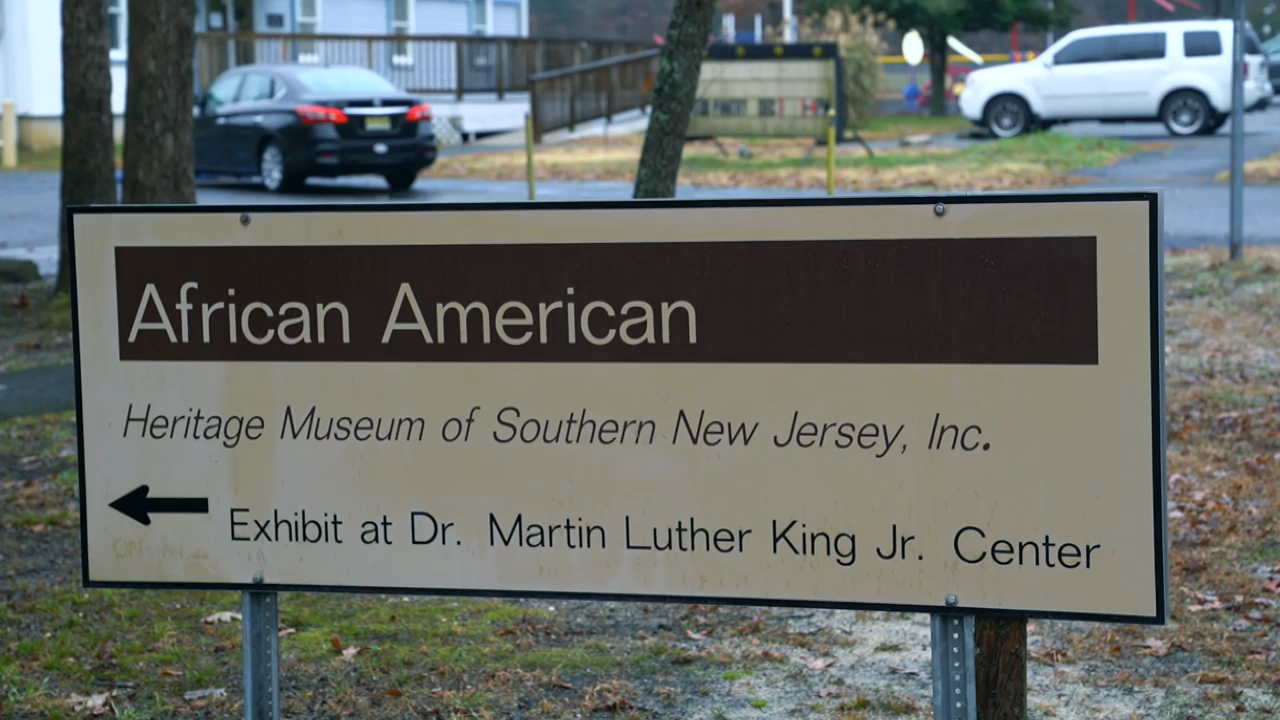 African American
Heritage Museum of Southern New Jersey, Inc.
Exhibit at Dr. Martin Luther King Jr. Center